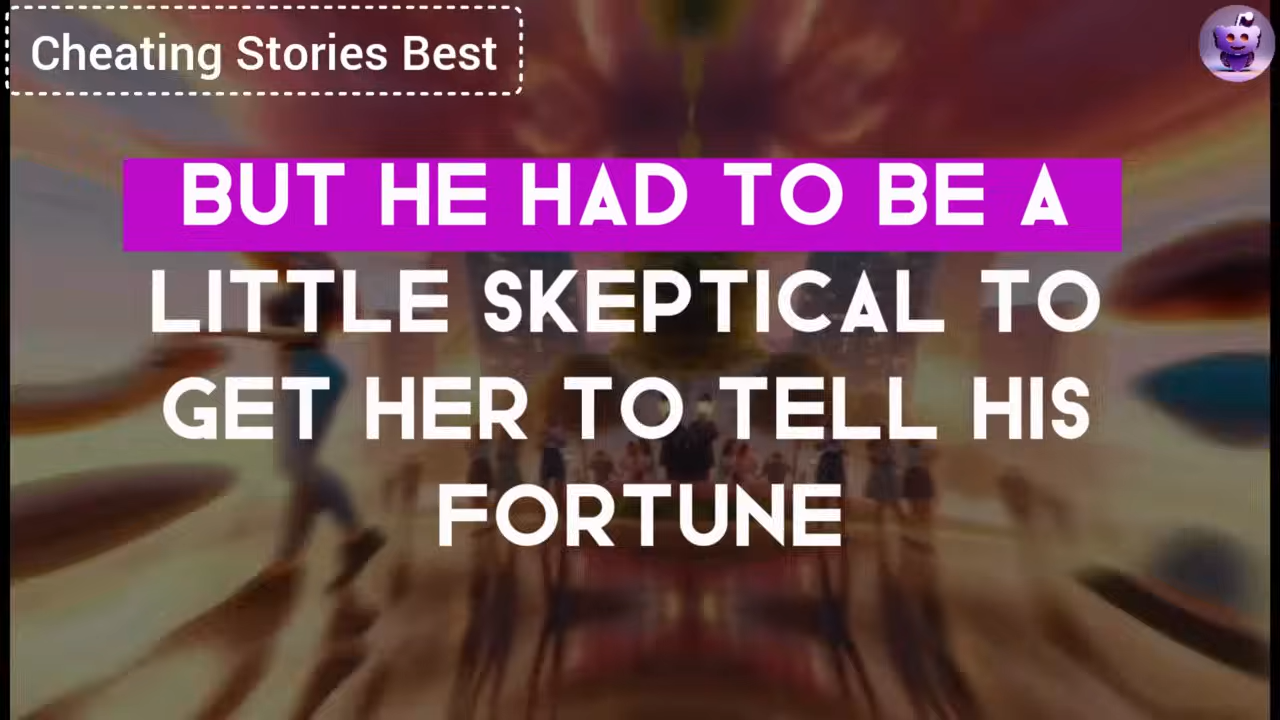 Cheating Stories Best
BUT HE HAD TO BE A
LITTLE SKEPTICAL TO
GET HER TO TELL HIS
FORTUNE